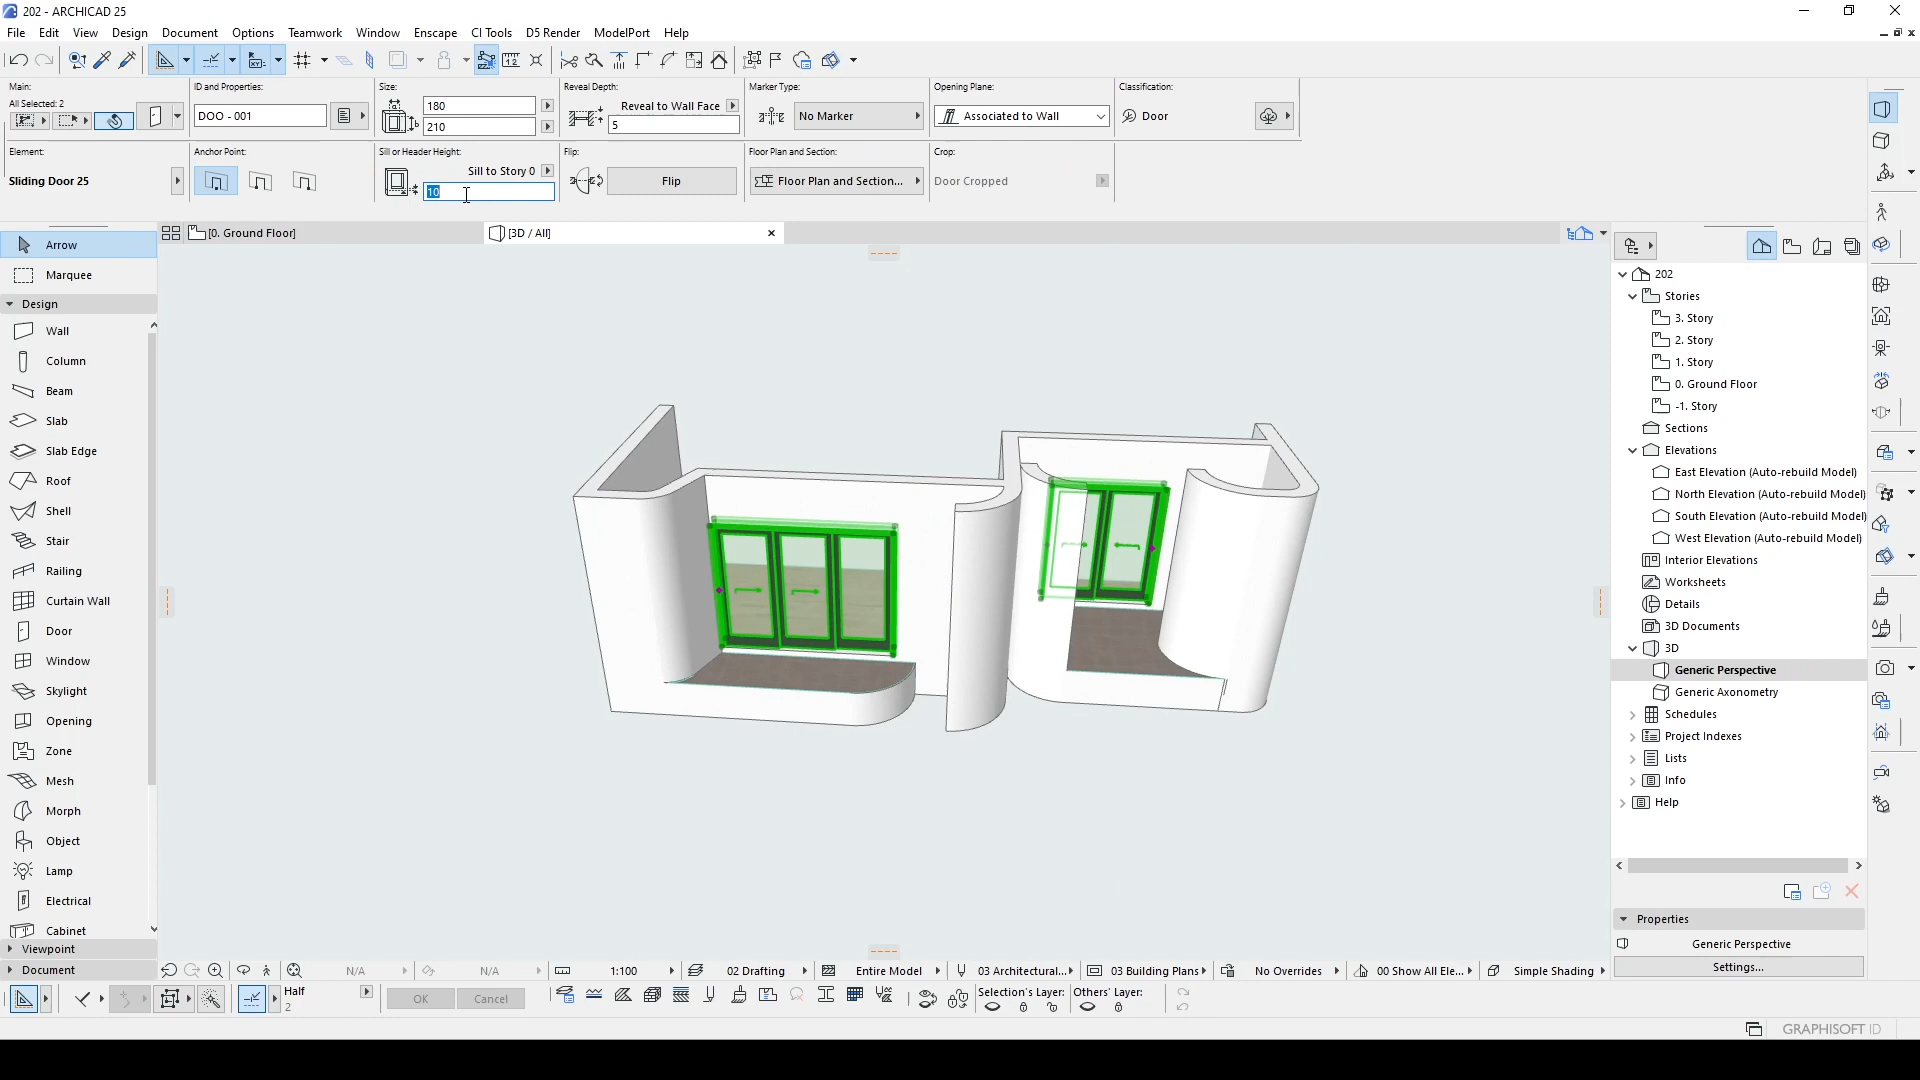 202 - ARCHICAD 25
File Edit View Design Document Options Teamwork Window Enscape CI Tools D5 Render ModelPort Help
Main: ID and Properties: Size: Reveal Depth: Marker Type: Opening Plane: Classification:
All Selected: 2
DOO - 001
180
210
Reveal to Wall Face
5
No Marker
Associated to Wall
Door
Element: Anchor Point: Sill or Header Height: Flip: Floor Plan and Section: Crop:
Sliding Door 25
Sill to Story 0
10
Flip
Floor Plan and Section...
Door Cropped
[0. Ground Floor]
[3D / All]
Arrow
Marquee
Design
Wall
Column
Beam
Slab
Slab Edge
Roof
Shell
Stair
Railing
Curtain Wall
Door
Window
Skylight
Opening
Zone
Mesh
Morph
Object
Lamp
Electrical
Cabinet
Viewpoint
Document
202
Stories
3. Story
2. Story
1. Story
0. Ground Floor
-1. Story
Sections
Elevations
East Elevation (Auto-rebuild Model)
North Elevation (Auto-rebuild Model)
South Elevation (Auto-rebuild Model)
West Elevation (Auto-rebuild Model)
Interior Elevations
Worksheets
Details
3D Documents
3D
Generic Perspective
Generic Axonometry
Schedules
Project Indexes
Lists
Info
Help
Properties
Generic Perspective
Settings...
N/A N/A 1:100 02 Drafting Entire Model 03 Architectural... 03 Building Plans No Overrides 00 Show All Ele... Simple Shading
Half
2
OK Cancel
Selection's Layer: Others' Layer:
GRAPHISOFT ID